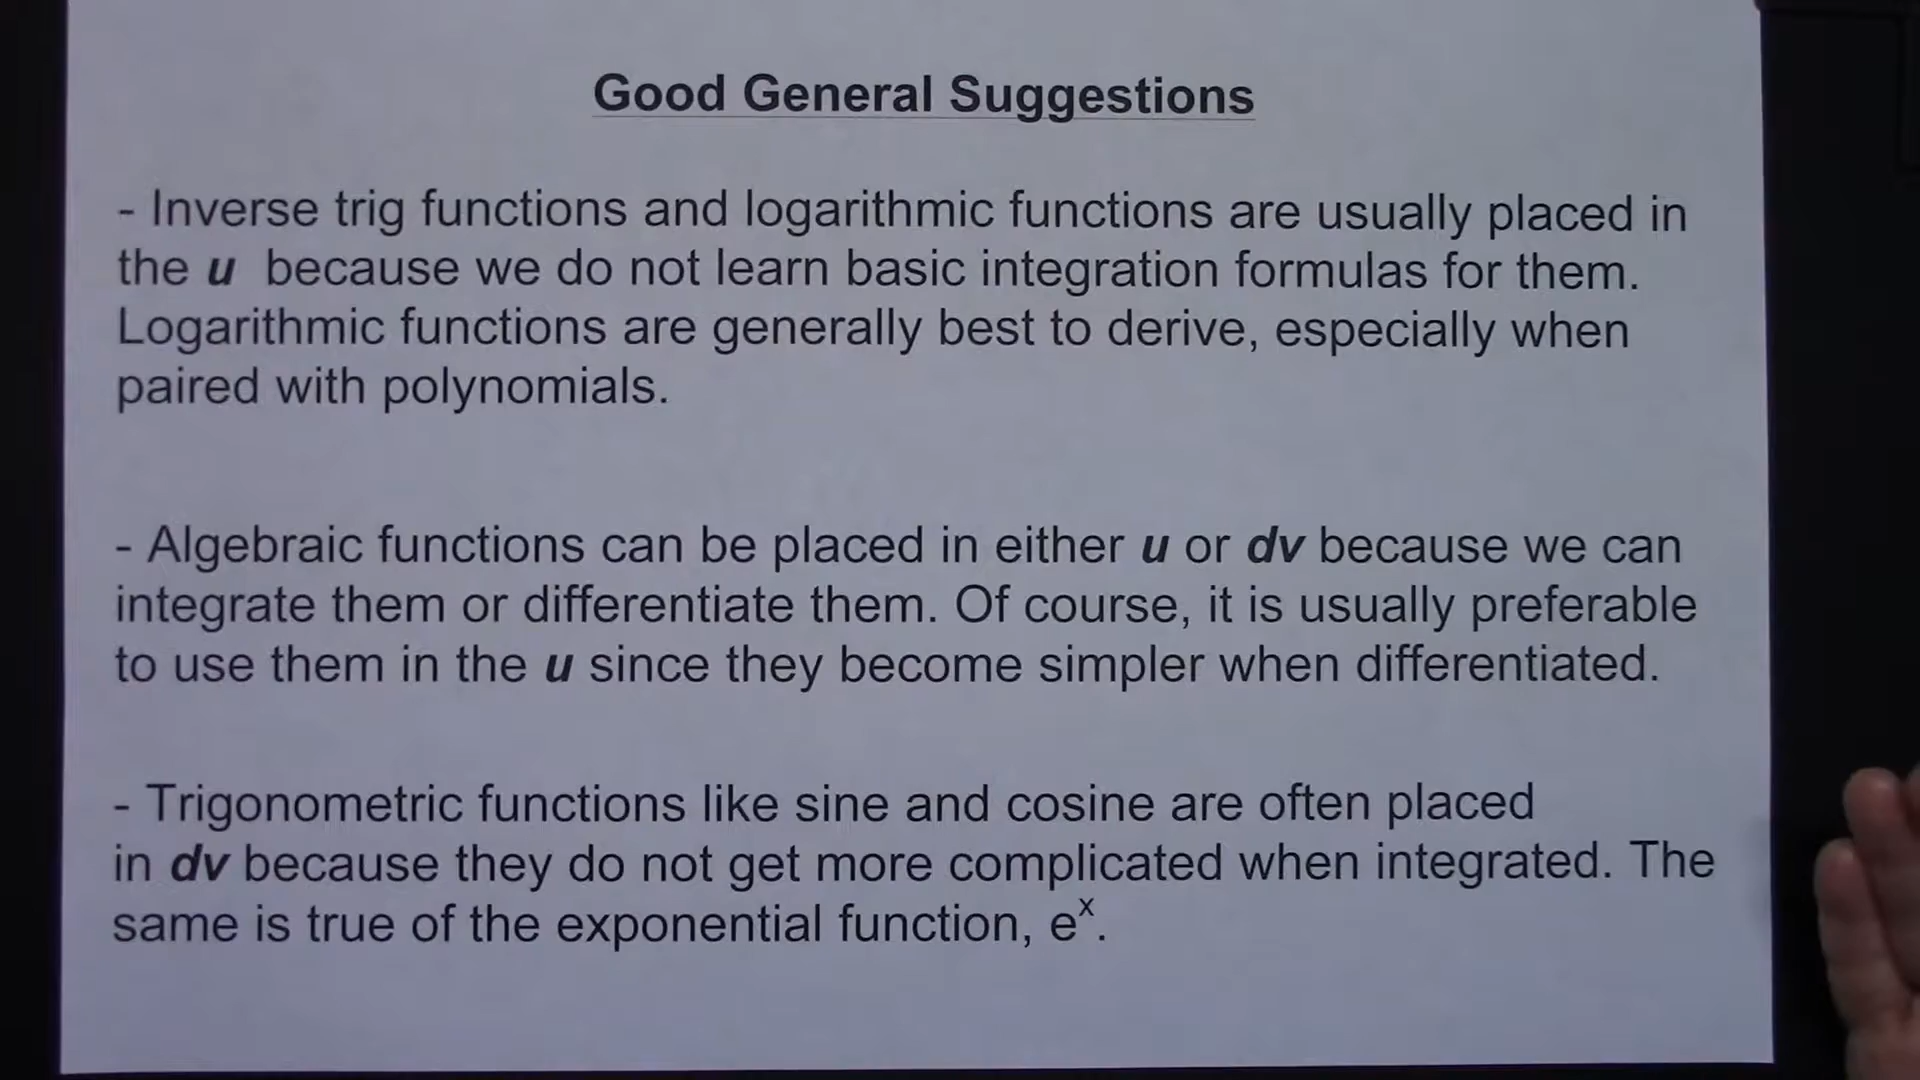 Good General Suggestions
- Inverse trig functions and logarithmic functions are usually placed in
the u because we do not learn basic integration formulas for them.
Logarithmic functions are generally best to derive, especially when
paired with polynomials.
- Algebraic functions can be placed in either u or dv because we can
integrate them or differentiate them. Of course, it is usually preferable
to use them in the u since they become simpler when differentiated.
- Trigonometric functions like sine and cosine are often placed
in dv because they do not get more complicated when integrated. The
same is true of the exponential function, eˣ.